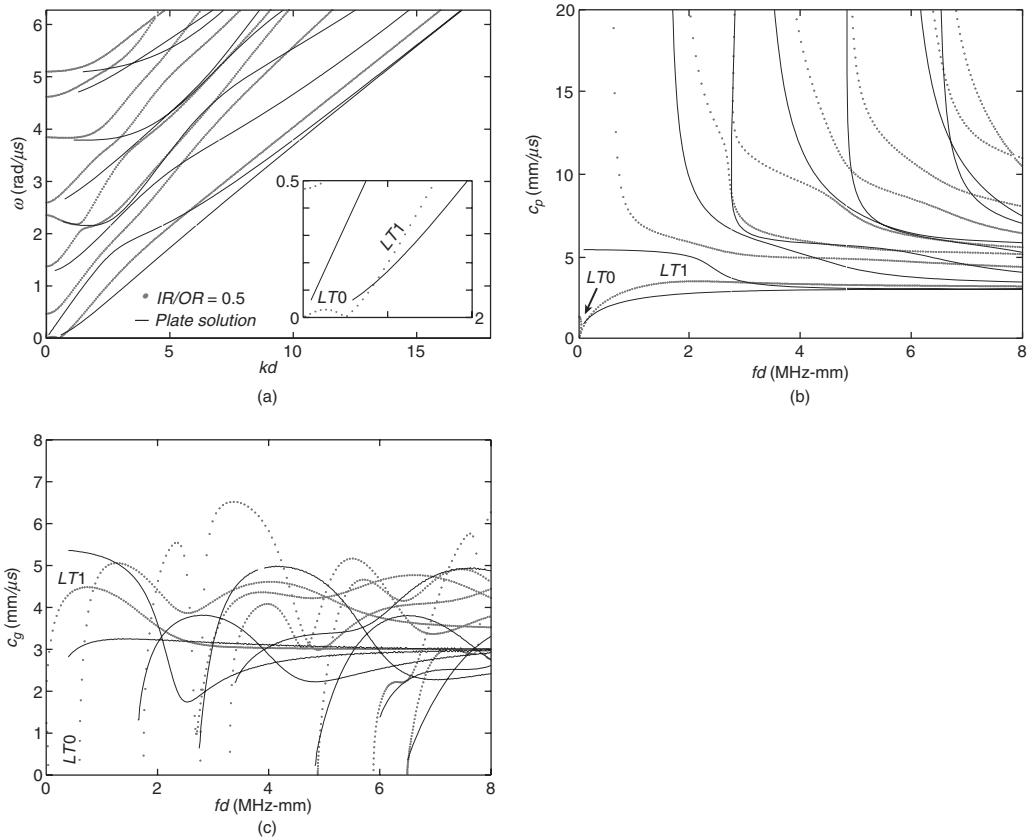 6
5
4
3
2
1
0
ω (rad/μs)
0
5
10
15
kd
IR/OR = 0.5
Plate solution
0.5
0
2
LT0
LT1
(a)
20
15
10
5
0
c_p (mm/μs)
0
2
4
6
8
fd (MHz-mm)
LT0
LT1
(b)
8
7
6
5
4
3
2
1
0
c_g (mm/μs)
0
2
4
6
8
fd (MHz-mm)
LT1
LT0
(c)